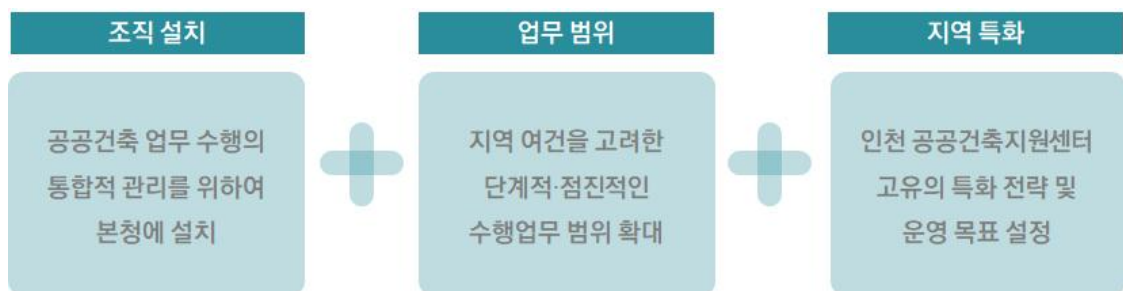 조직 설치
공공건축 업무 수행의
통합적 관리를 위하여
본청에 설치
업무 범위
지역 여건을 고려한
단계적·점진적인
수행업무 범위 확대
지역 특화
인천 공공건축지원센터
고유의 특화 전략 및
운영 목표 설정